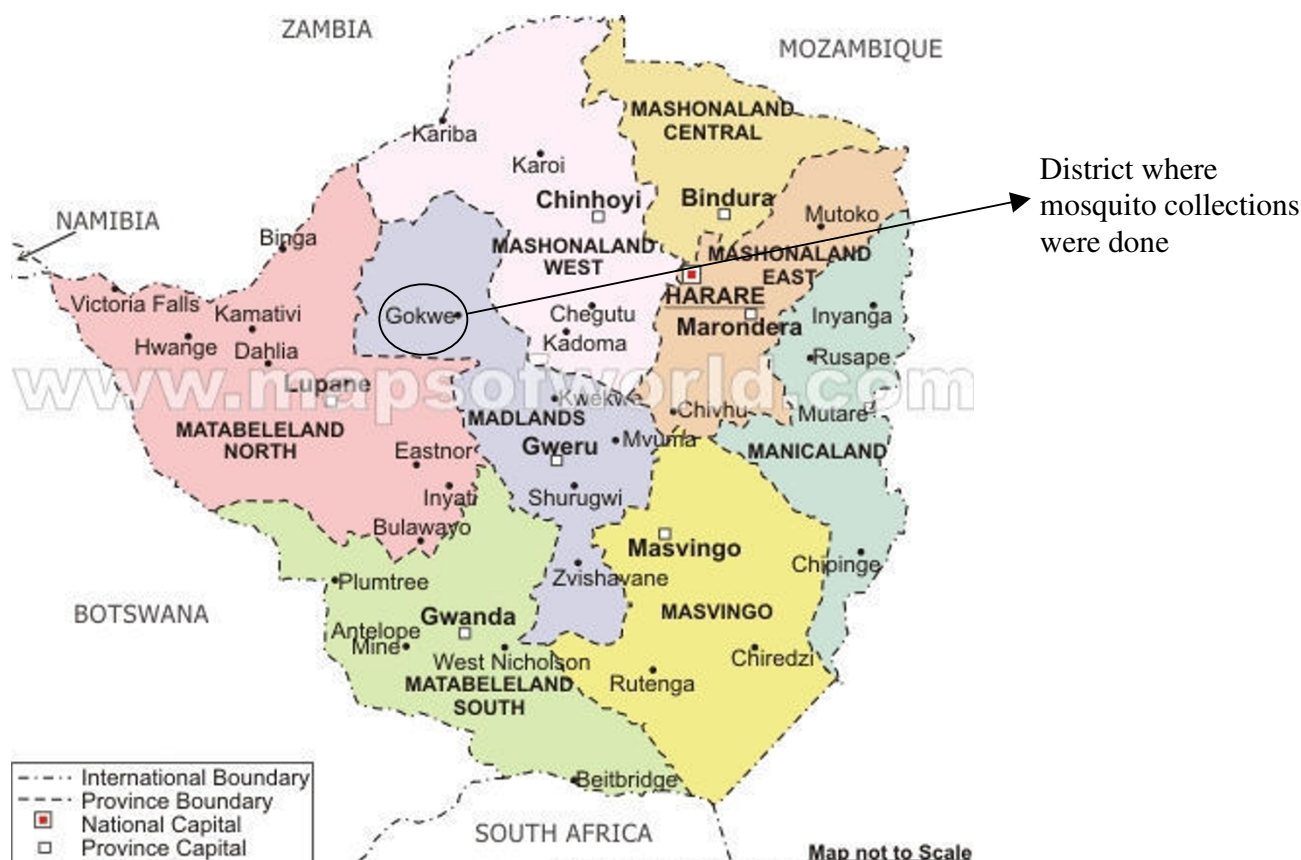 ZAMBIA
MOZAMBIQUE
MASHONALAND
CENTRAL
Kariba
Karoi
District where
mosquito collections
were done
Chinhoyi
Bindura
Mutoko
NAMIBIA
Binga
MASHONALAND
WEST
MASHONALAND
EAST
Victoria Falls
Kamativi
Gokwe
Chegutu
HARARE
Marondera
Inyanga
Hwange
Dahlia
Kadoma
Rusape
www.mapsofworld.com
Lupane
Kwekwe
Chivhu
Mutare
MADLANDS
MATABELELAND
NORTH
Gweru
Mvuma
MANICALAND
Eastnor
Inyati
Shurugwi
Bulawayo
Masvingo
Chipinge
Plumtree
Zvishavane
BOTSWANA
Gwanda
MASVINGO
Antelope
Mine
West Nicholson
Chiredzi
MATABELELAND
SOUTH
Rutenga
Beitbridge
International Boundary
Province Boundary
National Capital
Province Capital
SOUTH AFRICA
Map not to Scale